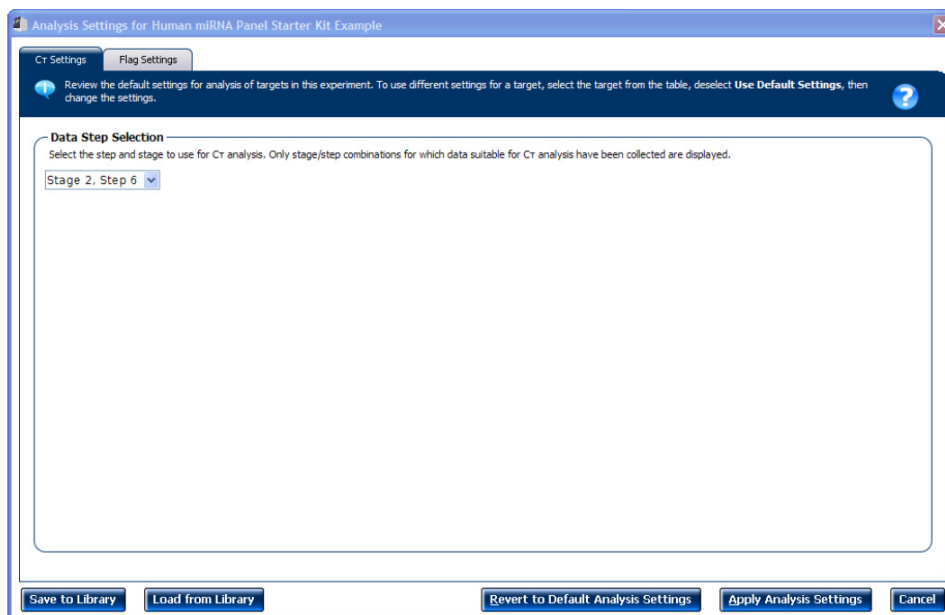 Analysis Settings for Human miRNA Panel Starter Kit Example
CT Settings
Flag Settings
Review the default settings for analysis of targets in this experiment. To use different settings for a target, select the target from the table, deselect Use Default Settings, then
change the settings.
Data Step Selection
Select the step and stage to use for CT analysis. Only stage/step combinations for which data suitable for CT analysis have been collected are displayed.
Stage 2, Step 6
Save to Library
Load from Library
Revert to Default Analysis Settings
Apply Analysis Settings
Cancel